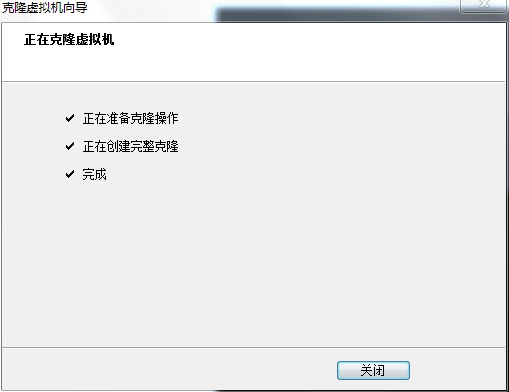 克隆虚拟机向导
正在克隆虚拟机
正在准备克隆操作
正在创建完整克隆
完成
关闭